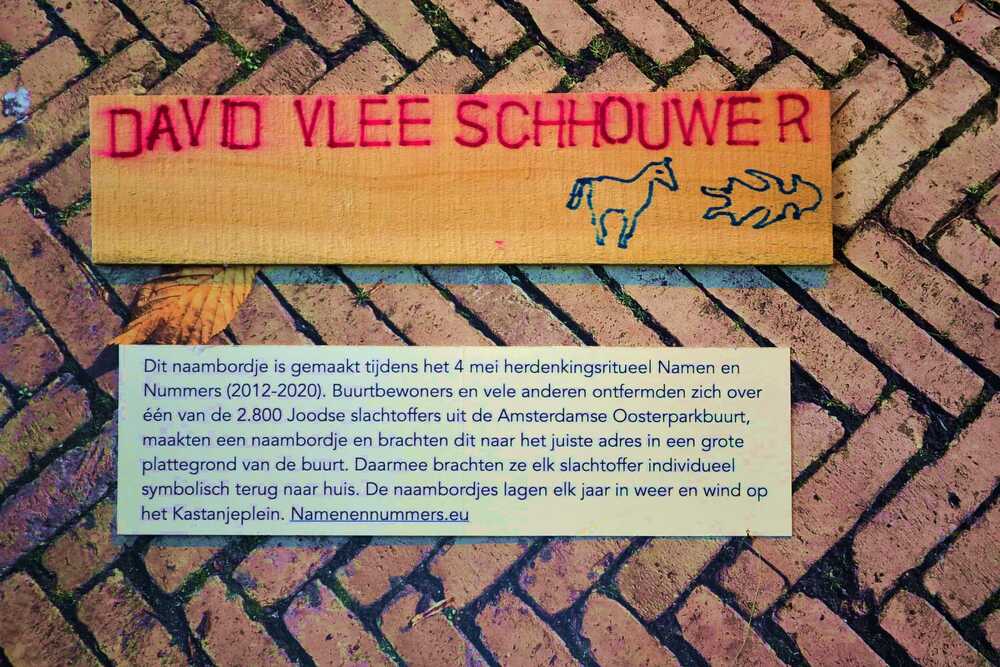 DAVID VLEESCHHOUWER
Dit naambordje is gemaakt tijdens het 4 mei herdenkingsritueel Namen en
Nummers (2012-2020). Buurtbewoners en vele anderen ontfermden zich over
één van de 2.800 Joodse slachtoffers uit de Amsterdamse Oosterparkbuurt,
maakten een naambordje en brachten dit naar het juiste adres in een grote
plattegrond van de buurt. Daarmee brachten ze elk slachtoffer individueel
symbolisch terug naar huis. De naambordjes lagen elk jaar in weer en wind op
het Kastanjeplein. Namenennummers.eu